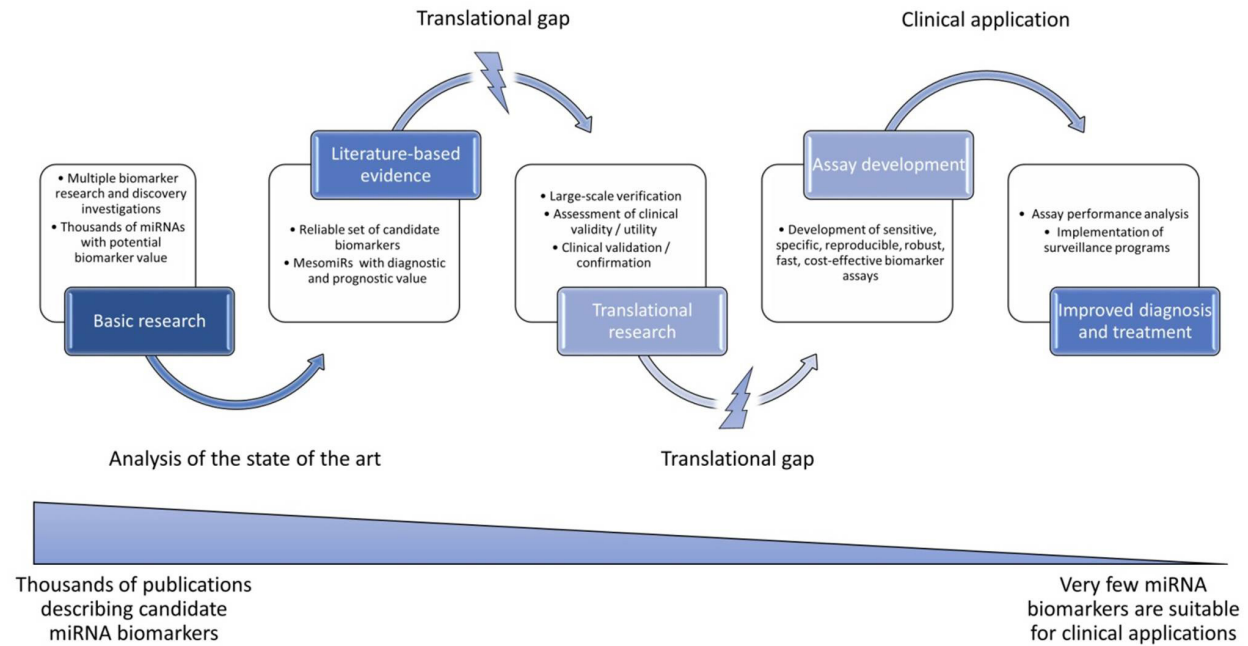 Translational gap
Clinical application
• Multiple biomarker
research and discovery
investigations
• Thousands of miRNAs
with potential
biomarker value
Basic research
Literature-based
evidence
• Reliable set of candidate
biomarkers
• MesomiRs with diagnostic
and prognostic value
• Large-scale verification
• Assessment of clinical
validity / utility
• Clinical validation /
confirmation
Translational
research
Assay development
• Development of sensitive,
specific, reproducible, robust,
fast, cost-effective biomarker
assays
• Assay performance analysis
• Implementation of
surveillance programs
Improved diagnosis
and treatment
Analysis of the state of the art
Translational gap
Thousands of publications
describing candidate
miRNA biomarkers
Very few miRNA
biomarkers are suitable
for clinical applications